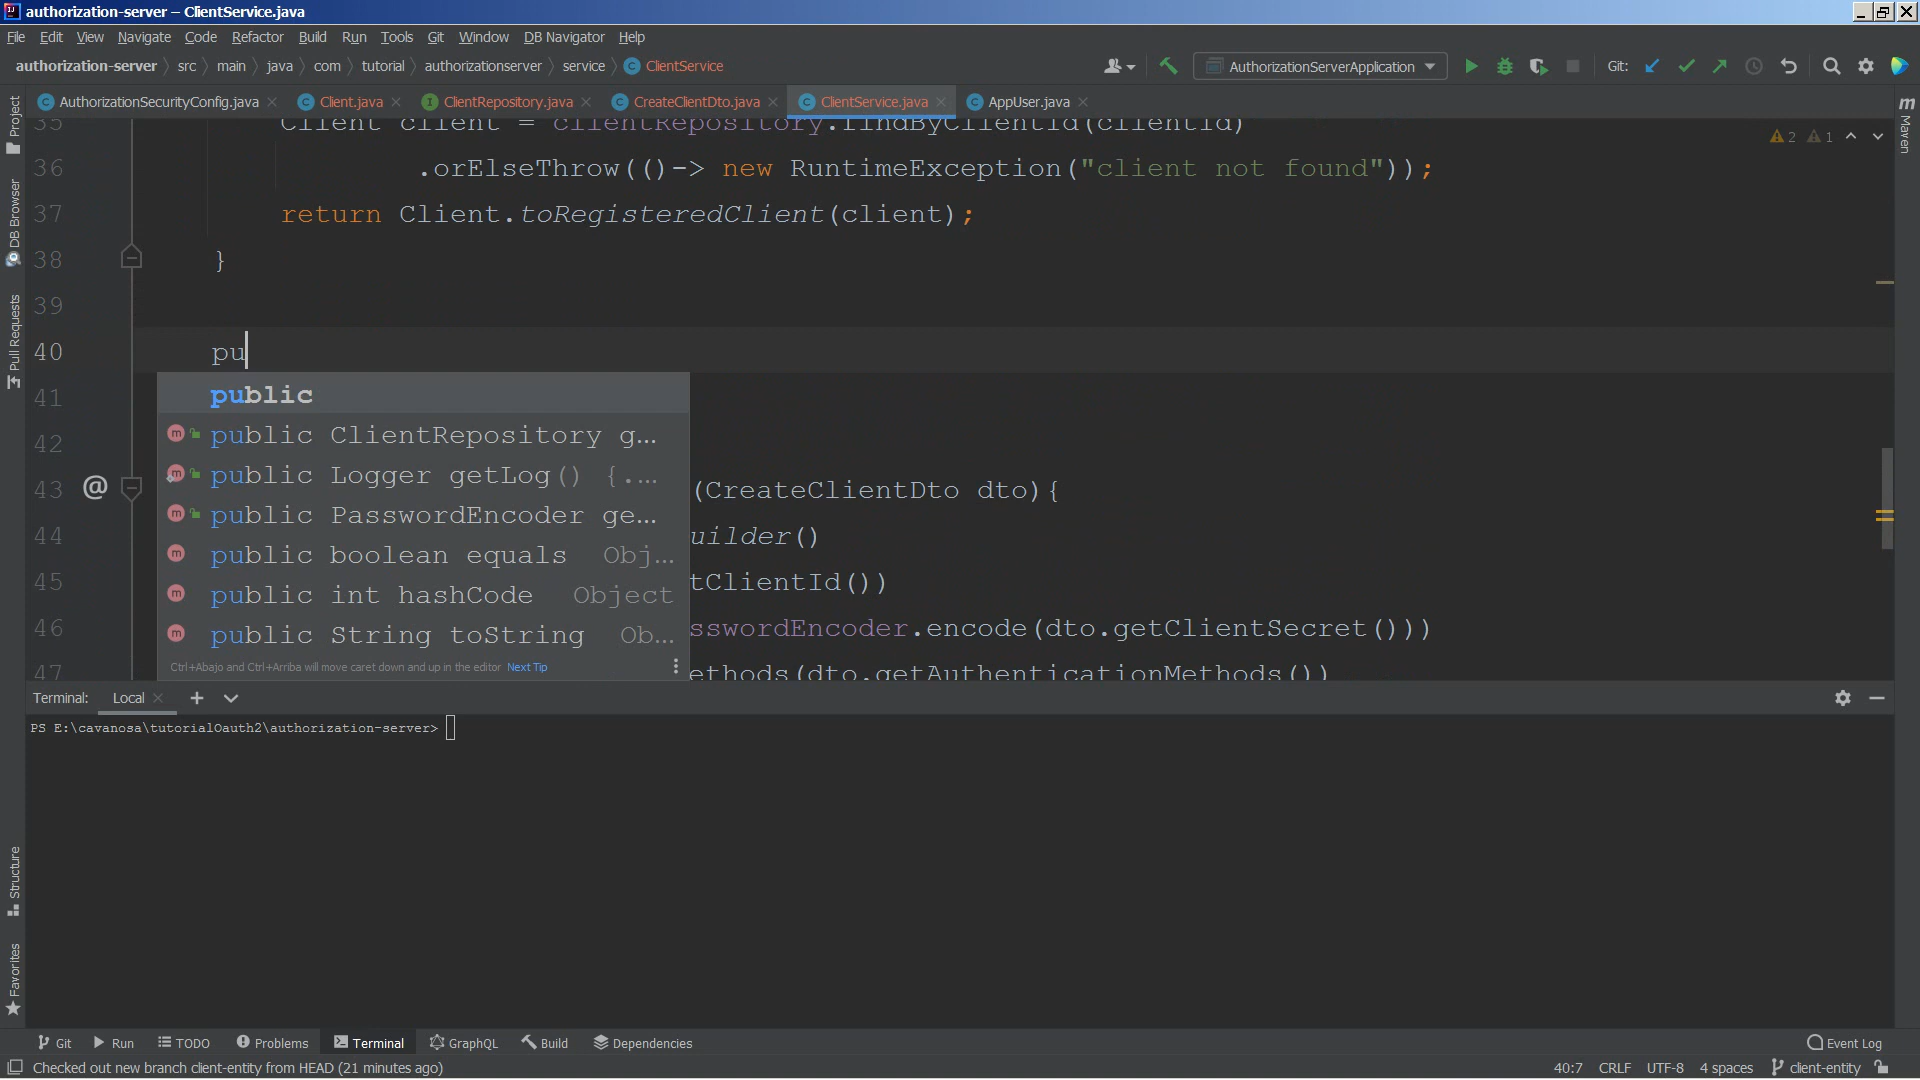 authorization-server – ClientService.java
File Edit View Navigate Code Refactor Build Run Tools Git Window DB Navigator Help
authorization-server src main java com tutorial authorizationserver service ClientService
AuthorizationServerApplication Git:
AuthorizationSecurityConfig.java Client.java ClientRepository.java CreateClientDto.java ClientService.java AppUser.java
35 Client client = clientRepository.findByClientId(clientId)
2 1
36 .orElseThrow(()-> new RuntimeException("client not found"));
37 return Client.toRegisteredClient(client);
38 }
39
40 pu
41 public
42 public ClientRepository g...
public Logger getLog() {....
43 @ (CreateClientDto dto){
public PasswordEncoder ge...
44 uilder()
public boolean equals Obj...
45 tClientId())
public int hashCode Object
46 sswordEncoder.encode(dto.getClientSecret()))
public String toString Ob...
47 ethods(dto.getAuthenticationMethods())
Ctrl+Abajo and Ctrl+Arriba will move caret down and up in the editor Next Tip
Terminal: Local
PS E:\cavanosa\tutorialOauth2\authorization-server>
Project
DB Browser
Pull Requests
Structure
Favorites
m Maven
Git Run TODO Problems Terminal GraphQL Build Dependencies Event Log
Checked out new branch client-entity from HEAD (21 minutes ago) 40:7 CRLF UTF-8 4 spaces client-entity